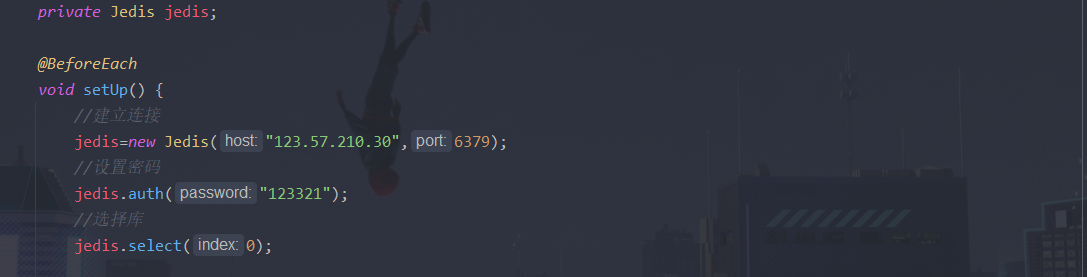 private Jedis jedis;
@BeforeEach
void setUp() {
//建立连接
jedis=new Jedis( host: "123.57.210.30", port: 6379);
//设置密码
jedis.auth( password: "123321");
//选择库
jedis.select( index: 0);